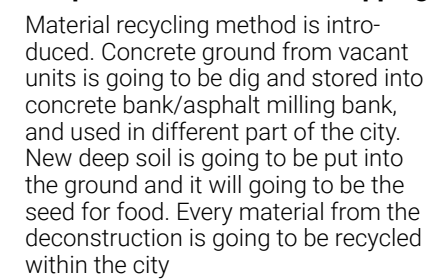 Material recycling method is intro-
duced. Concrete ground from vacant
units is going to be dig and stored into
concrete bank/asphalt milling bank,
and used in different part of the city.
New deep soil is going to be put into
the ground and it will going to be the
seed for food. Every material from the
deconstruction is going to be recycled
within the city